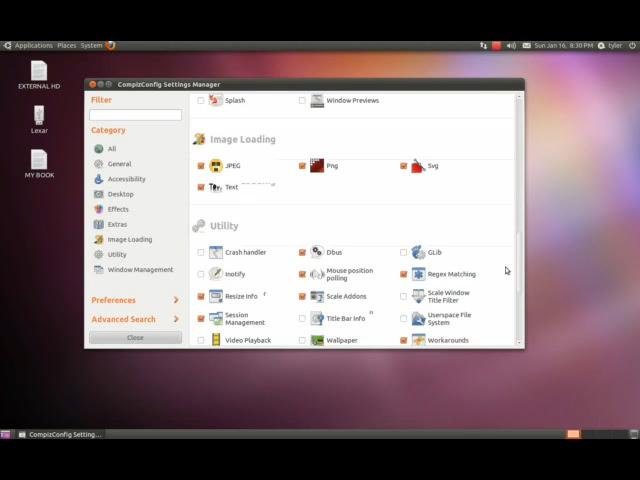 Applications Places System
Sun Jan 16, 8:30 PM
tyler
EXTERNAL HD
Lexar
MY BOOK
CompizConfig Settings Manager
Filter
Category
All
General
Accessibility
Desktop
Effects
Extras
Image Loading
Utility
Window Management
Preferences
Advanced Search
Close
Splash
Window Previews
Image Loading
JPEG
Png
Svg
Text
Utility
Crash handler
Dbus
GLib
Inotify
Mouse position
polling
Regex Matching
Resize Info
Scale Addons
Scale Window
Title Filter
Session
Management
Title Bar Info
Userspace File
System
Video Playback
Wallpaper
Workarounds
CompizConfig Setting...